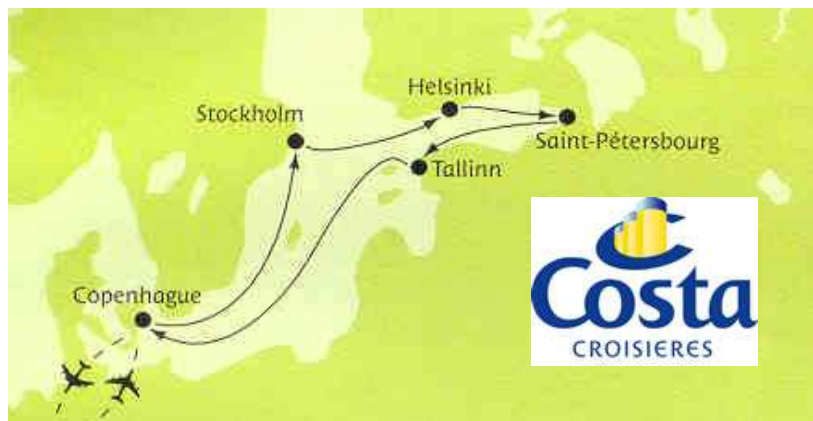 Helsinki
Stockholm
Saint-Pétersbourg
Tallinn
Copenhague
Costa
CROISIERES